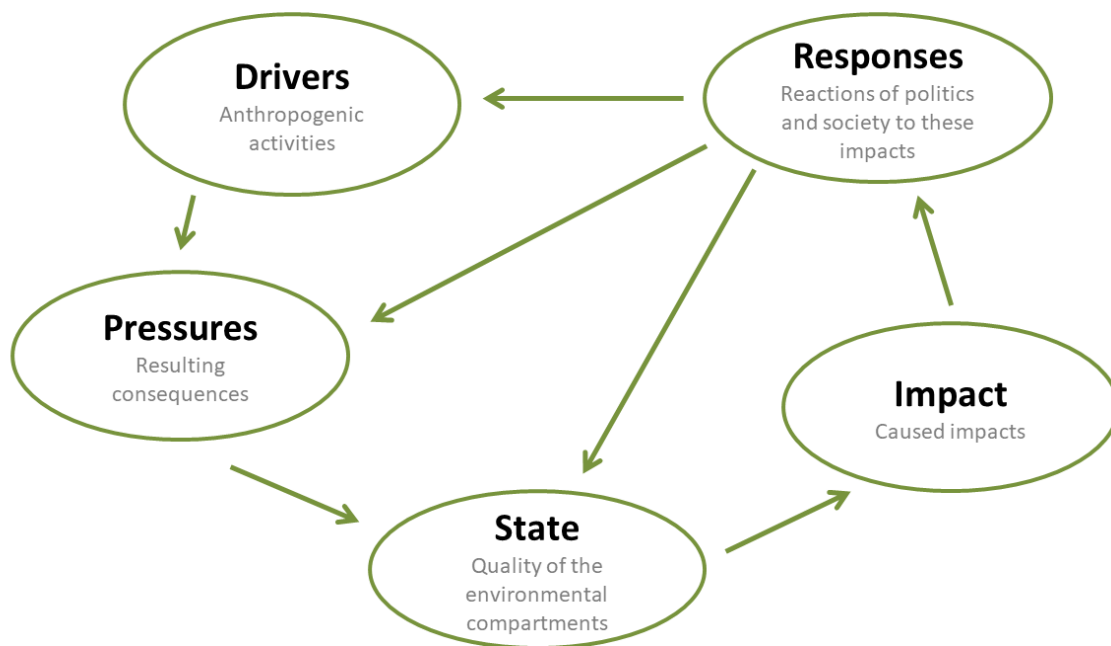 Drivers
Anthropogenic
activities
Responses
Reactions of politics
and society to these
impacts
Pressures
Resulting
consequences
Impact
Caused impacts
State
Quality of the
environmental
compartments